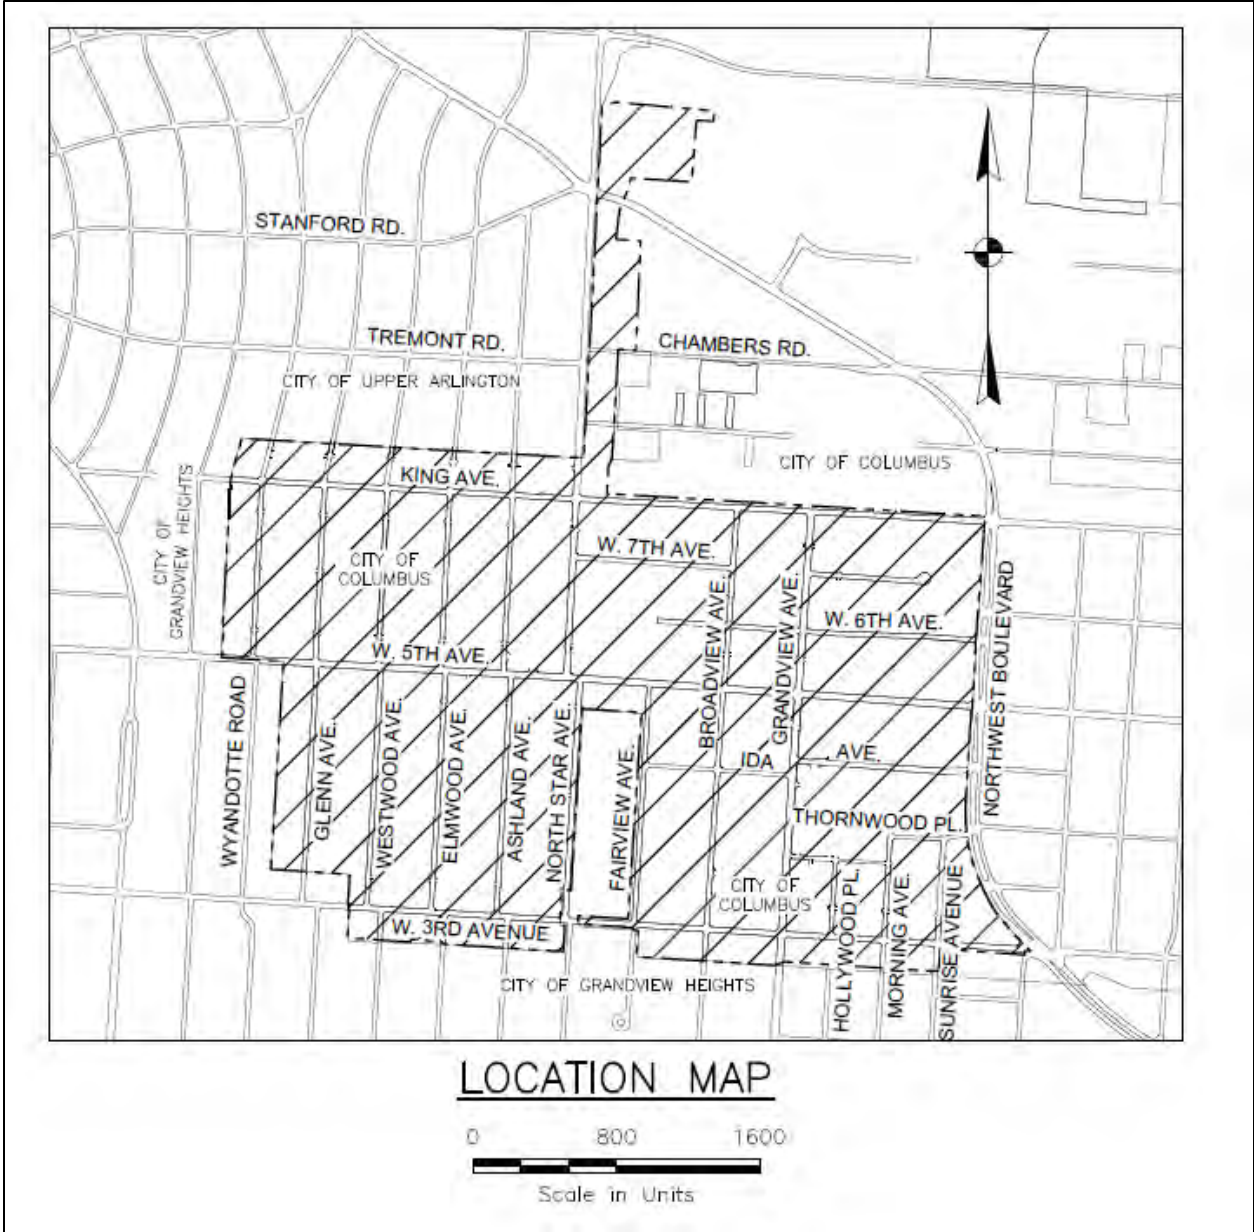 STANFORD RD.
TREMONT RD.
CHAMBERS RD.
CITY OF UPPER ARLINGTON
CITY OF COLUMBUS
KING AVE.
CITY OF
GRANDVIEW HEIGHTS
CITY OF
COLUMBUS
W. 7TH AVE.
BROADVIEW AVE.
GRANDVIEW AVE.
W. 6TH AVE.
NORTHWEST BOULEVARD
W. 5TH AVE.
WYANDOTTE ROAD
GLENN AVE.
WESTWOOD AVE.
ELMWOOD AVE.
ASHLAND AVE.
NORTH STAR AVE.
FAIRVIEW AVE.
IDA AVE.
THORNWOOD PL.
CITY OF
COLUMBUS
HOLLYWOOD PL.
MORNING AVE.
SUNRISE AVENUE
W. 3RD AVENUE
CITY OF GRANDVIEW HEIGHTS
LOCATION MAP
0 800 1600
Scale in Units